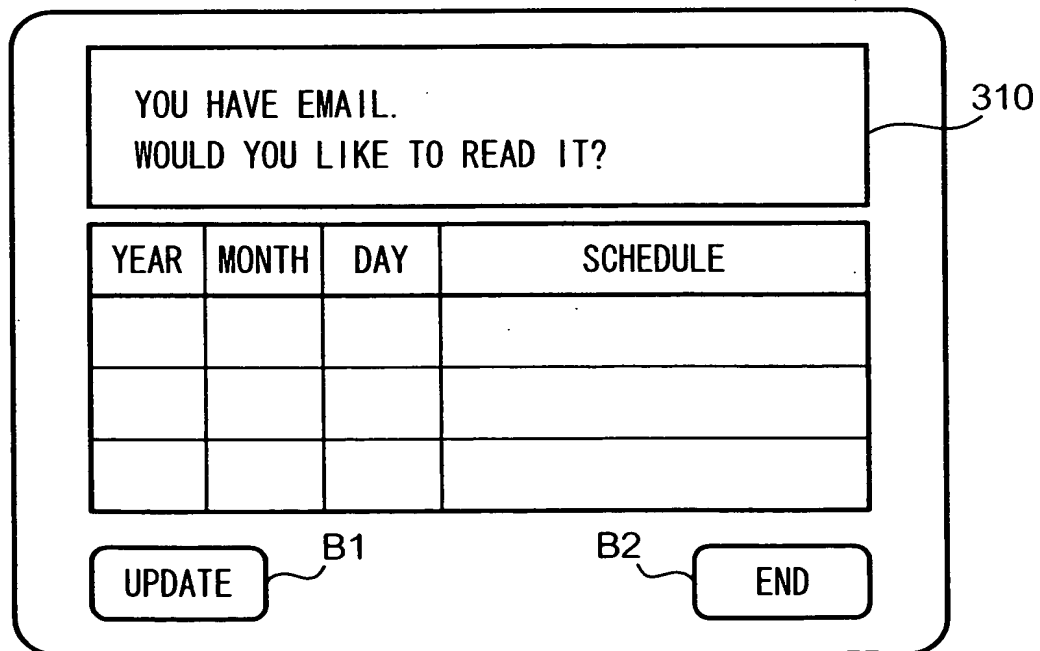 YOU HAVE EMAIL.
WOULD YOU LIKE TO READ IT?
310
YEAR MONTH DAY SCHEDULE
B1 B2
UPDATE END